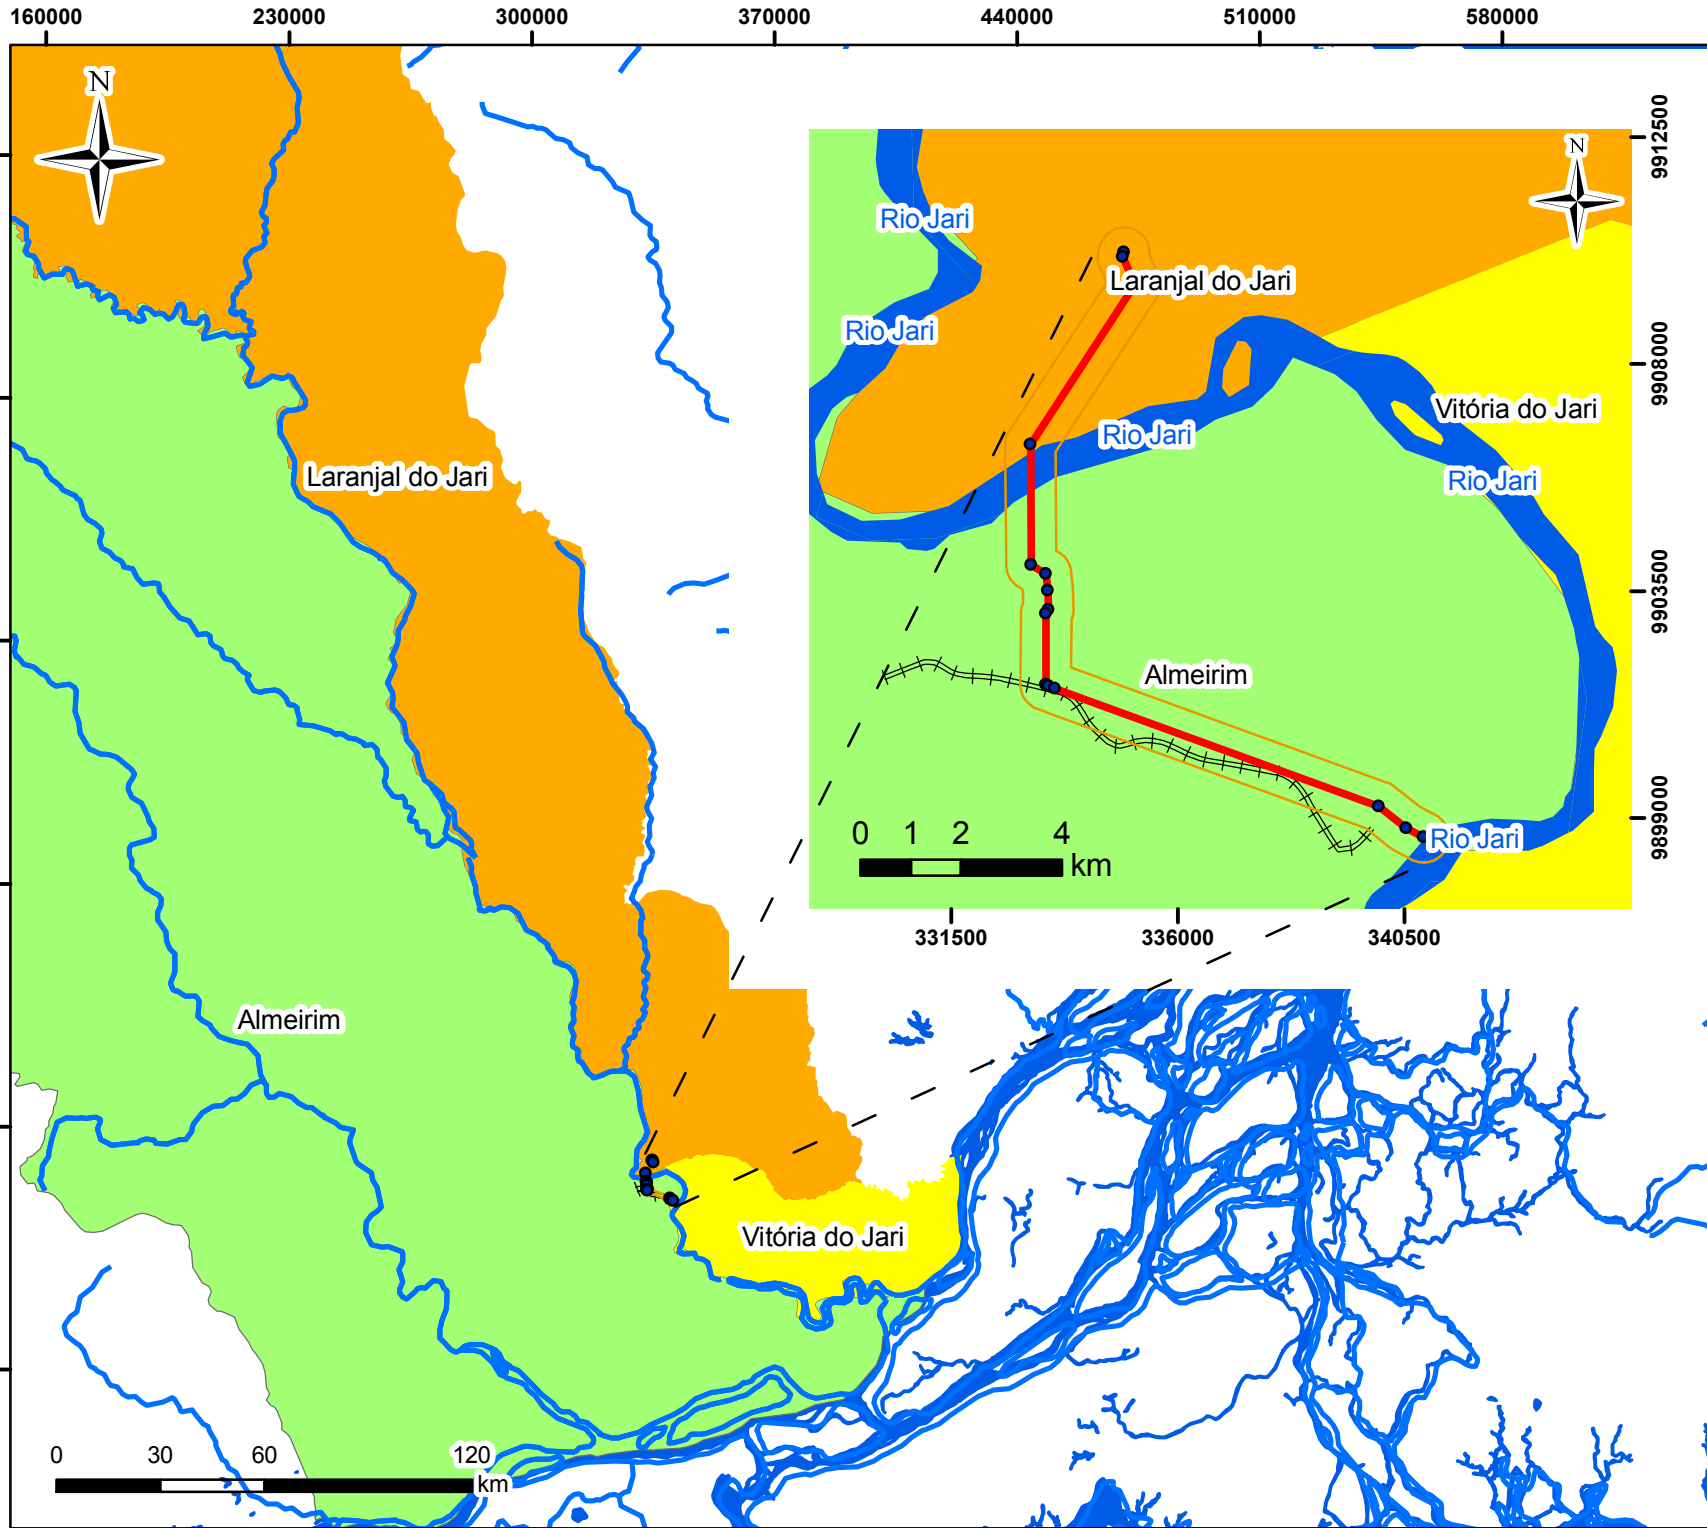 160000 230000 300000 370000 440000 510000 580000
N
N
9912500
Rio Jari
Laranjal do Jari
Rio Jari
9908000
Vitória do Jari
Rio Jari
Laranjal do Jari
Rio Jari
9903500
Almeirim
9899000
0 1 2 4
km
Rio Jari
331500 336000 340500
Almeirim
Vitória do Jari
0 30 60 120
km